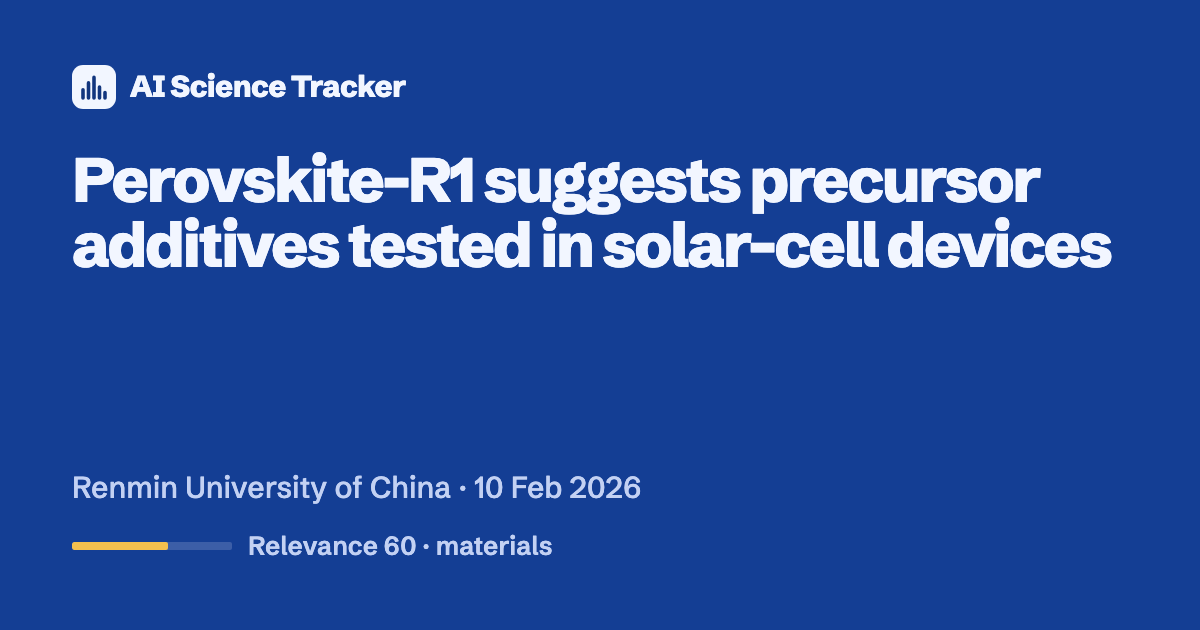 AI Science Tracker
Perovskite-R1 suggests precursor
additives tested in solar-cell devices
Renmin University of China · 10 Feb 2026
Relevance 60 · materials